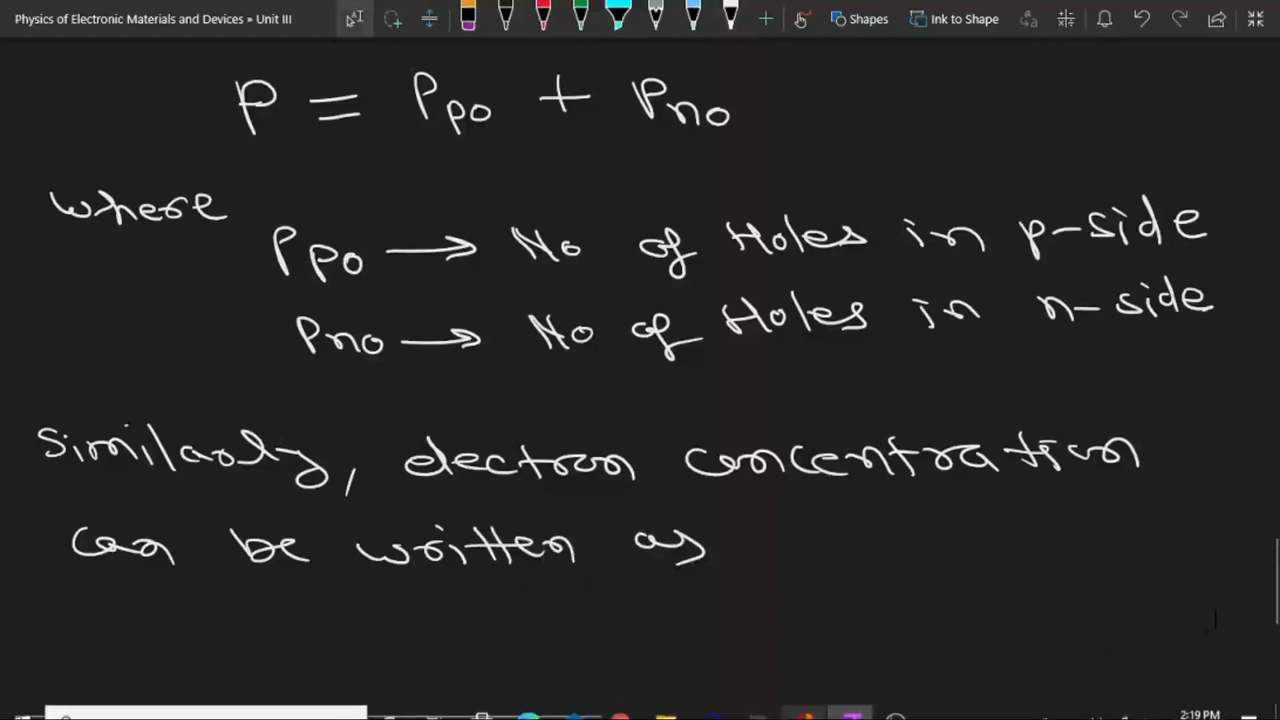 Physics of Electronic Materials and Devices » Unit III
Shapes
Ink to Shape
P = Ppo + Pno
where
Ppo → No of Holes in p-side
Pno → No of Holes in n-side
Similarly, electron concentration
can be written as
2:19 PM